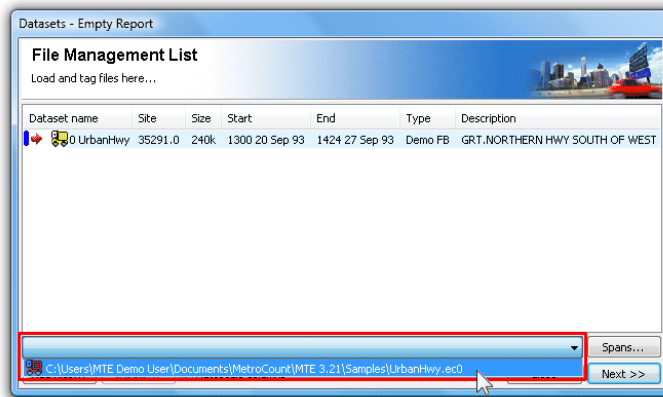 Datasets - Empty Report
File Management List
Load and tag files here...
Dataset name Site Size Start End Type Description
0 UrbanHwy 35291.0 240k 1300 20 Sep 93 1424 27 Sep 93 Demo FB GRT.NORTHERN HWY SOUTH OF WEST
Spans...
C:\Users\MTE Demo User\Documents\MetroCount\MTE 3.21\Samples\UrbanHwy.ec0
Next >>